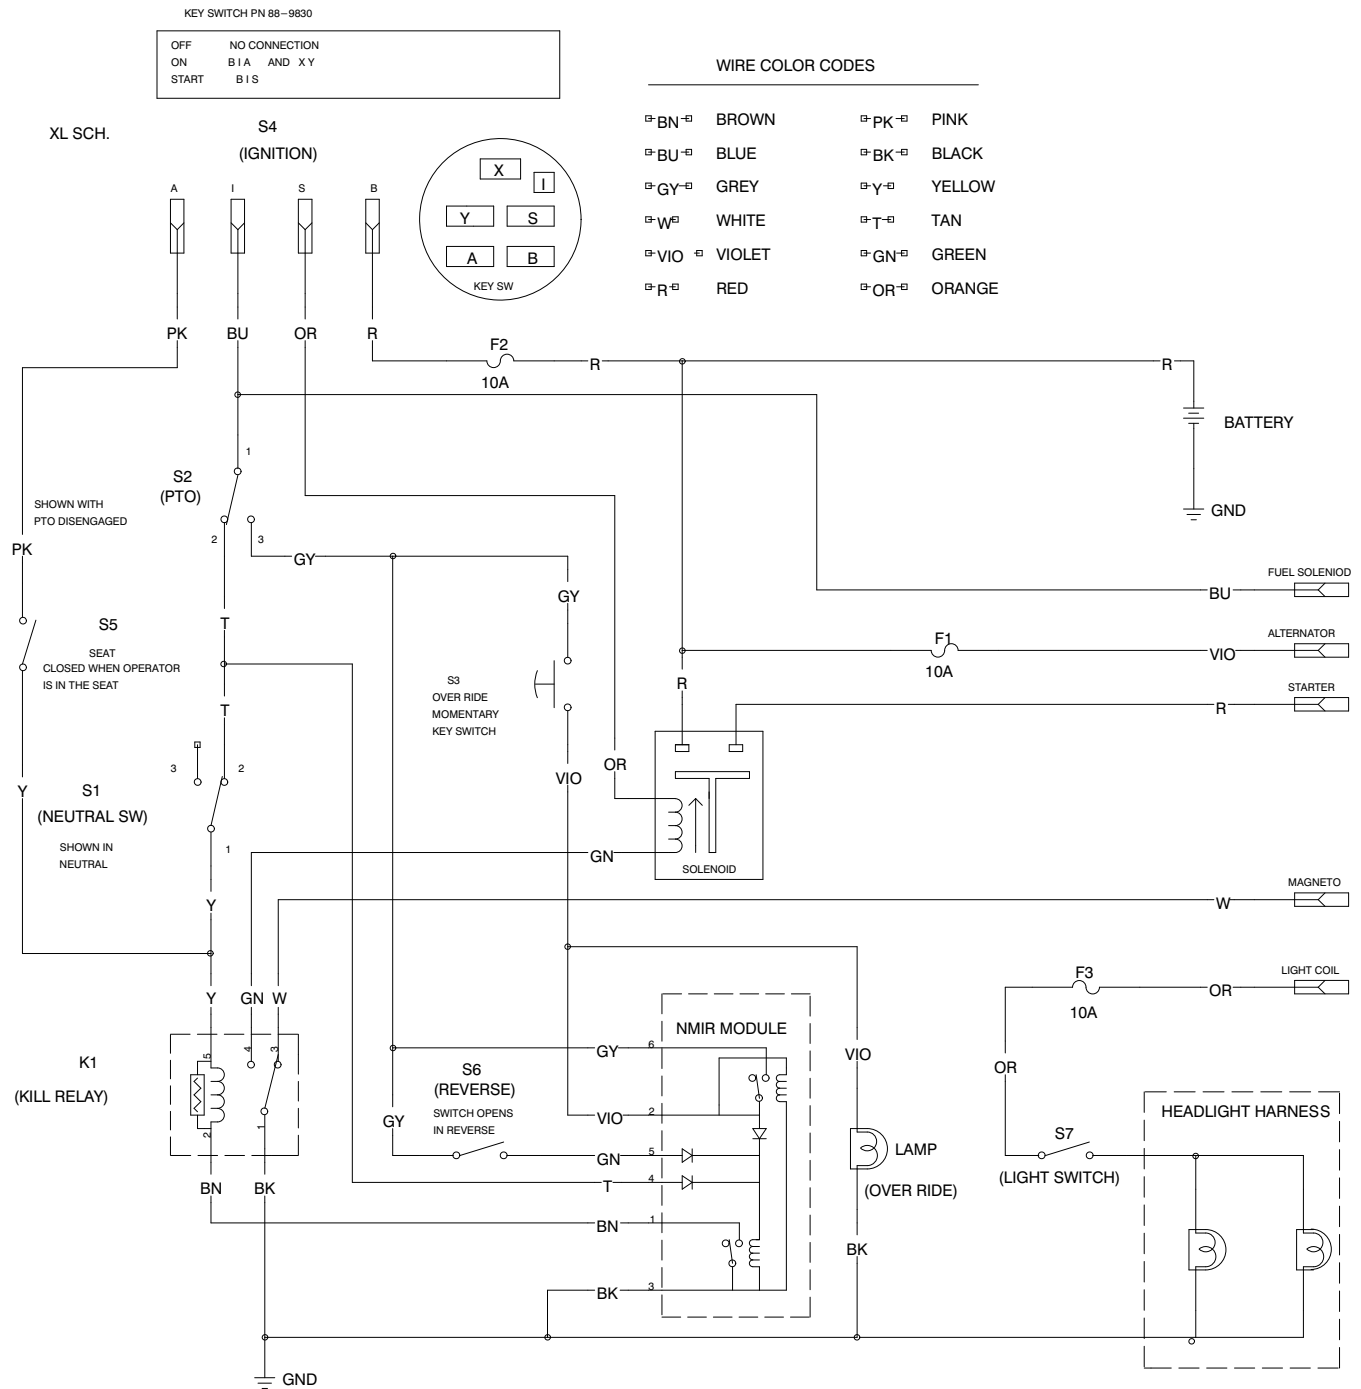 KEY SWITCH PN 88-9830
OFF NO CONNECTION
ON B I A AND X Y
START B I S
WIRE COLOR CODES
BN BROWN
PK PINK
BU BLUE
BK BLACK
GY GREY
Y YELLOW
W WHITE
T TAN
VIO VIOLET
GN GREEN
R RED
OR ORANGE
XL SCH.
S4
(IGNITION)
A
I
S
B
X
I
Y
S
A
B
KEY SW
PK
BU
OR
R
F2
10A
R
R
BATTERY
GND
1
S2
(PTO)
SHOWN WITH
PTO DISENGAGED
2
3
PK
GY
GY
T
FUEL SOLENIOD
BU
S5
SEAT
CLOSED WHEN OPERATOR
IS IN THE SEAT
F1
10A
ALTERNATOR
VIO
S3
OVER RIDE
MOMENTARY
KEY SWITCH
R
STARTER
R
T
3
2
Y
S1
(NEUTRAL SW)
SHOWN IN
NEUTRAL
1
VIO
OR
GN
SOLENOID
Y
MAGNETO
W
Y
GN
W
F3
10A
LIGHT COIL
OR
K1
(KILL RELAY)
5
4
3
2
1
NMIR MODULE
GY
6
S6
(REVERSE)
SWITCH OPENS
IN REVERSE
GY
VIO
2
GN
5
T
4
VIO
OR
LAMP
(OVER RIDE)
S7
(LIGHT SWITCH)
HEADLIGHT HARNESS
BN
BK
BN
1
BK
3
BK
GND